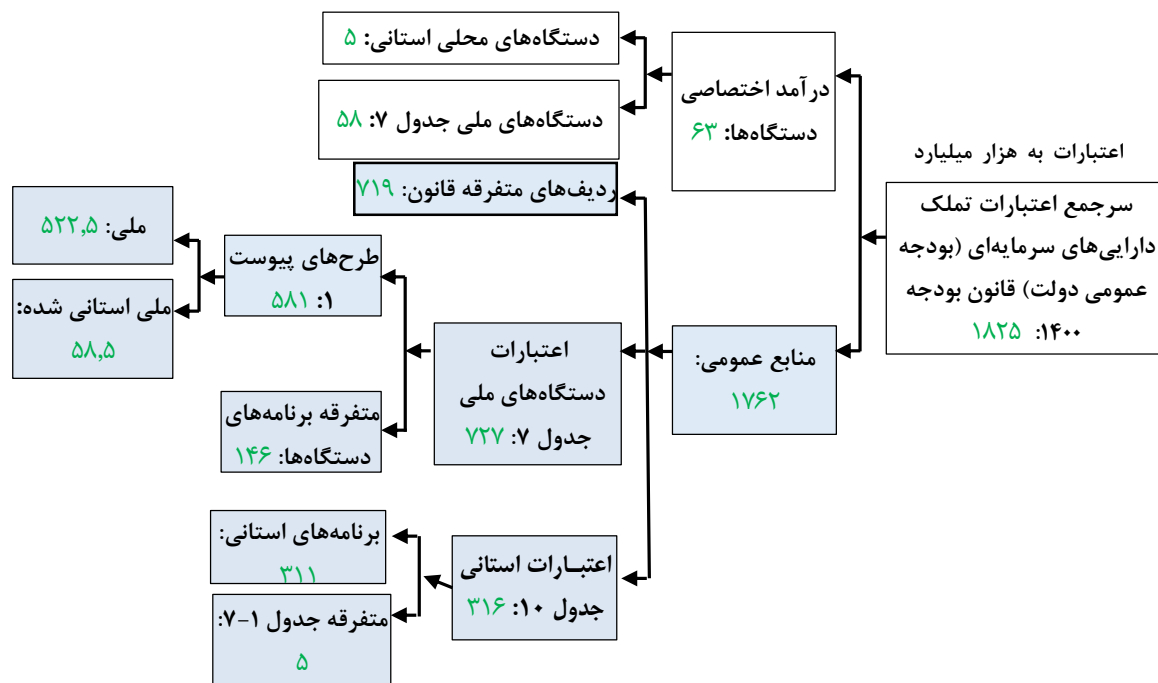 اعتبارات به هزار میلیارد
سرجمع اعتبارات تملک
دارایی‌های سرمایه‌ای (بودجه
عمومی دولت) قانون بودجه
۱۴۰۰: ۱۸۲۵
درآمد اختصاصی
دستگاه‌ها: ۶۳
دستگاه‌های محلی استانی: ۵
دستگاه‌های ملی جدول ۷: ۵۸
منابع عمومی:
۱۷۶۲
ردیف‌های متفرقه قانون: ۷۱۹
اعتبارات
دستگاه‌های ملی
جدول ۷: ۷۲۷
طرح‌های پیوست
۱: ۵۸۱
ملی: ۵۲۲,۵
ملی استانی شده:
۵۸,۵
متفرقه برنامه‌های
دستگاه‌ها: ۱۴۶
اعتبـارات استانی
جدول ۱۰: ۳۱۶
برنامه‌های استانی:
۳۱۱
متفرقه جدول ۱-۷:
۵